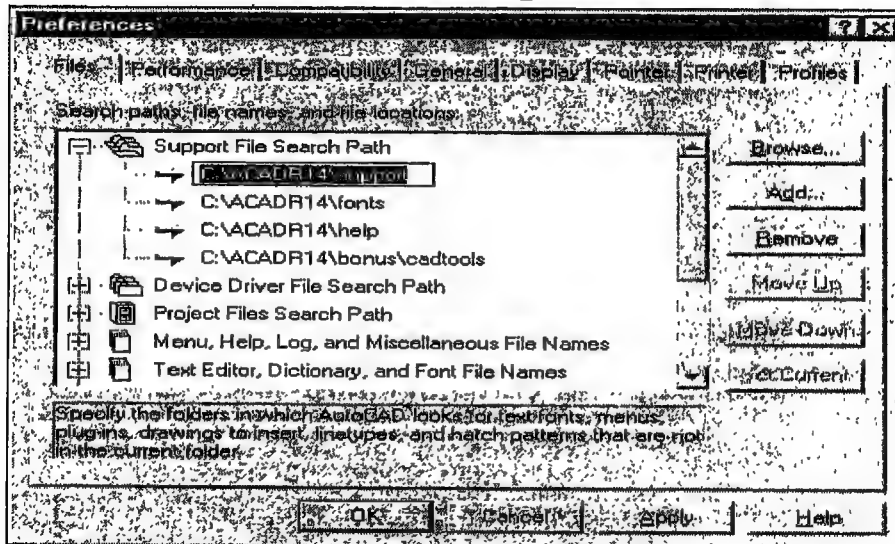 Preferences
Files Performance Compatibility General Display Pointer Printer Profiles
Search paths, file names, and file locations:
Support File Search Path
C:\ACADR14\support
C:\ACADR14\fonts
C:\ACADR14\help
C:\ACADR14\bonus\cadtools
Device Driver File Search Path
Project Files Search Path
Menu, Help, Log, and Miscellaneous File Names
Text Editor, Dictionary, and Font File Names
Browse...
Add...
Remove
Move Up
Move Down
Current
Specify the folders in which AutoCAD looks for text fonts, menus,
plug-ins, drawings to insert, linetypes, and hatch patterns that are not
in the current folder.
OK Cancel Apply Help